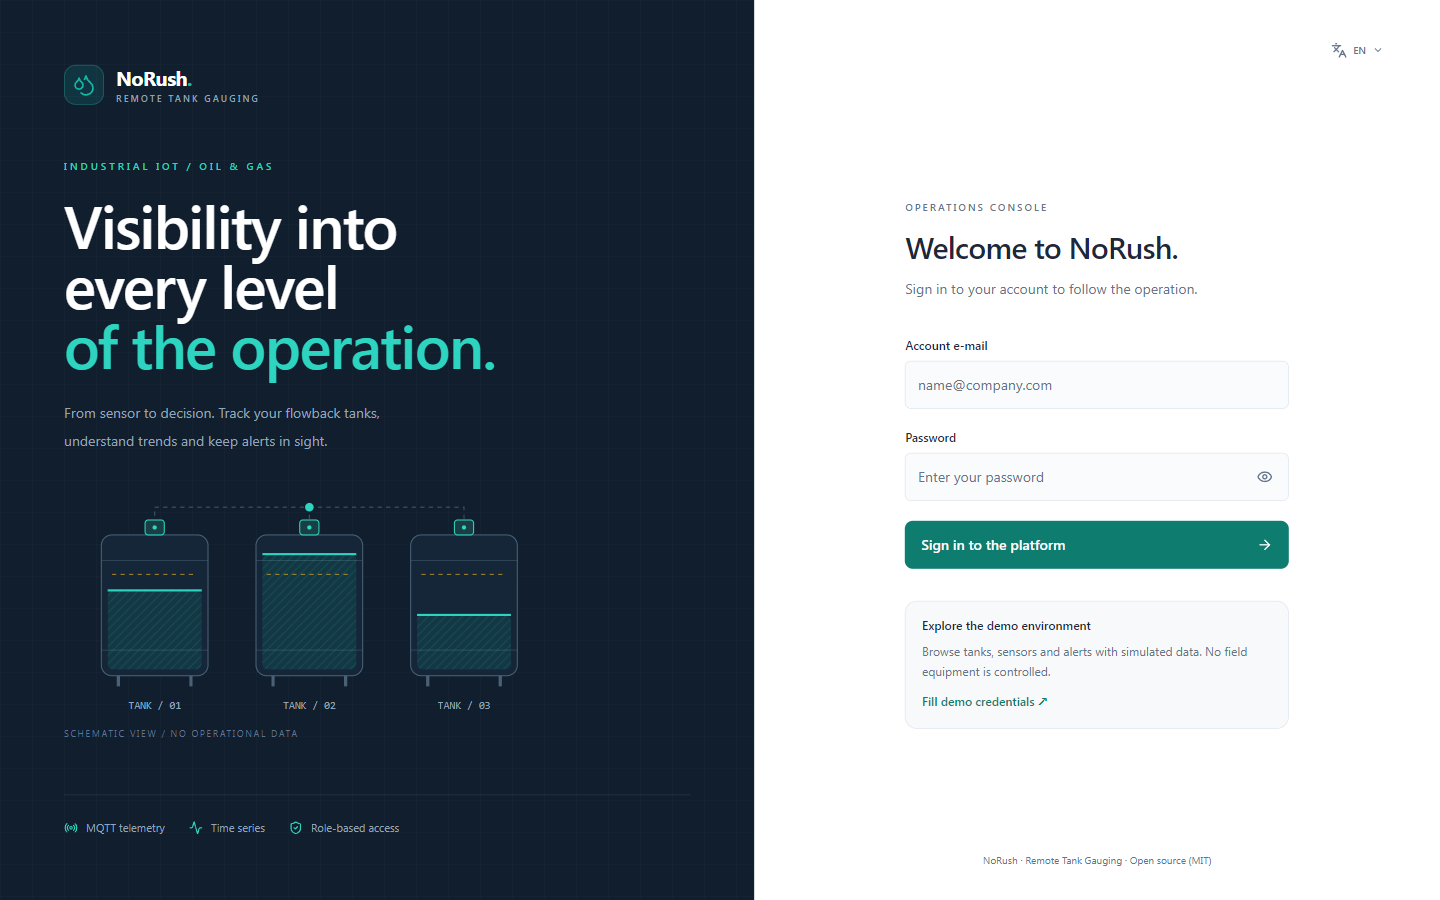 NoRush.
REMOTE TANK GAUGING
INDUSTRIAL IOT / OIL & GAS
Visibility into
every level
of the operation.
From sensor to decision. Track your flowback tanks,
understand trends and keep alerts in sight.
TANK / 01
TANK / 02
TANK / 03
SCHEMATIC VIEW / NO OPERATIONAL DATA
MQTT telemetry
Time series
Role-based access
EN
OPERATIONS CONSOLE
Welcome to NoRush.
Sign in to your account to follow the operation.
Account e-mail
name@company.com
Password
Enter your password
Sign in to the platform
Explore the demo environment
Browse tanks, sensors and alerts with simulated data. No field
equipment is controlled.
Fill demo credentials ↗
NoRush · Remote Tank Gauging · Open source (MIT)